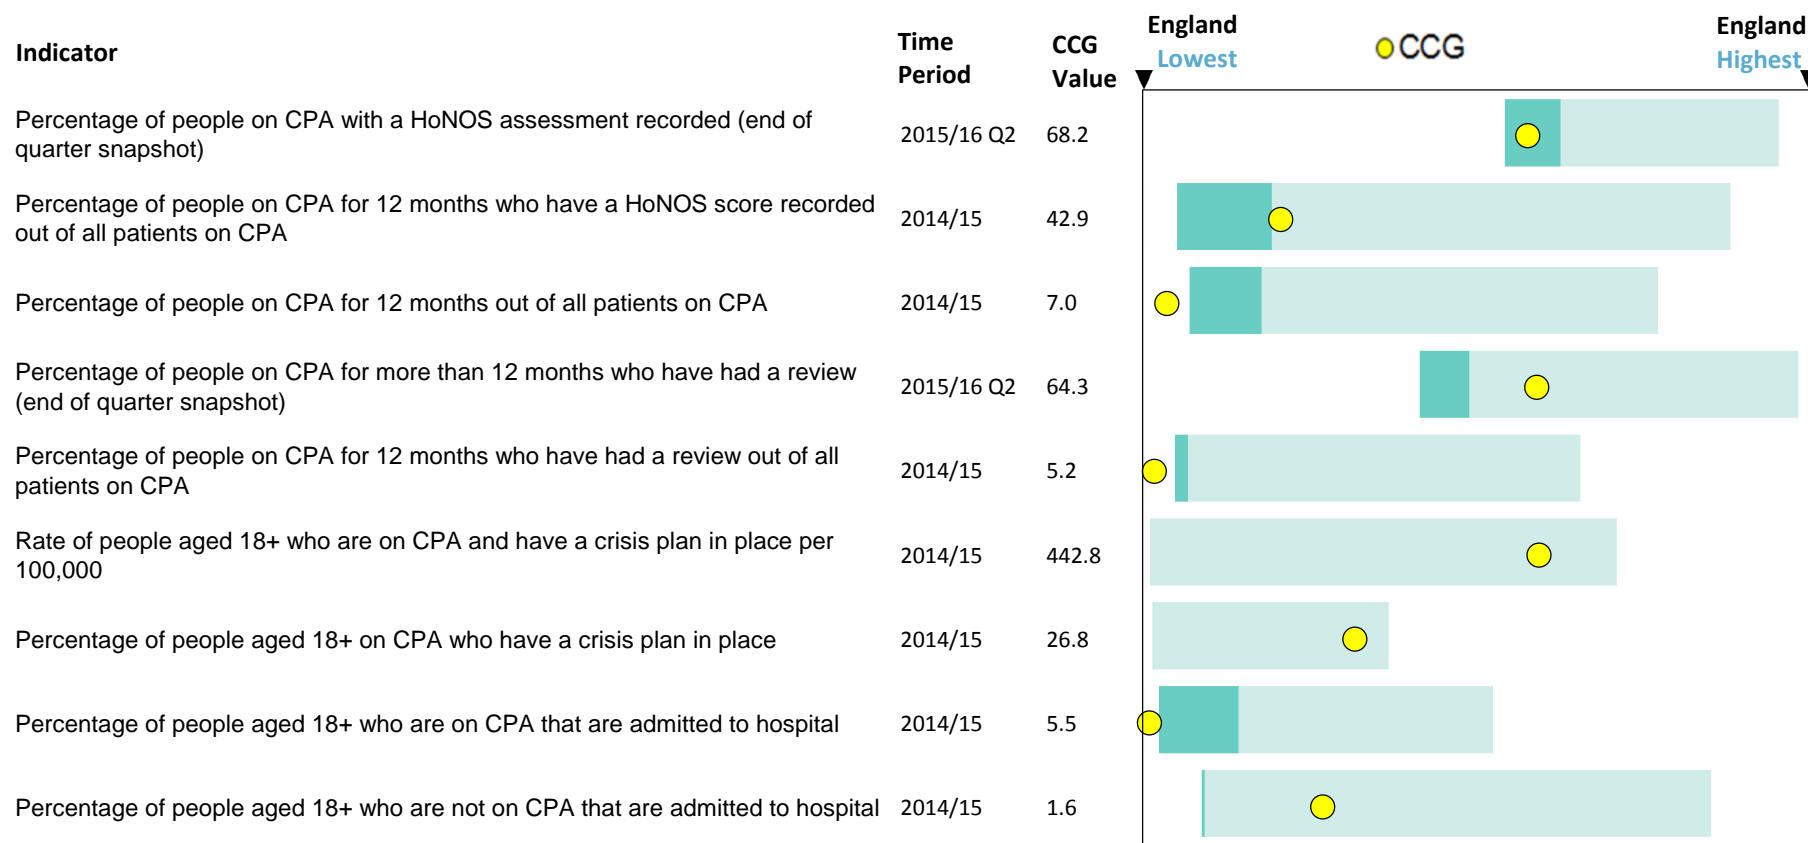 Indicator
Time Period
CCG Value
England Lowest
CCG
England Highest
Percentage of people on CPA with a HoNOS assessment recorded (end of
quarter snapshot)
2015/16 Q2 68.2
Percentage of people on CPA for 12 months who have a HoNOS score recorded
out of all patients on CPA
2014/15 42.9
Percentage of people on CPA for 12 months out of all patients on CPA 2014/15 7.0
Percentage of people on CPA for more than 12 months who have had a review
(end of quarter snapshot)
2015/16 Q2 64.3
Percentage of people on CPA for 12 months who have had a review out of all
patients on CPA
2014/15 5.2
Rate of people aged 18+ who are on CPA and have a crisis plan in place per
100,000
2014/15 442.8
Percentage of people aged 18+ on CPA who have a crisis plan in place 2014/15 26.8
Percentage of people aged 18+ who are on CPA that are admitted to hospital 2014/15 5.5
Percentage of people aged 18+ who are not on CPA that are admitted to hospital 2014/15 1.6